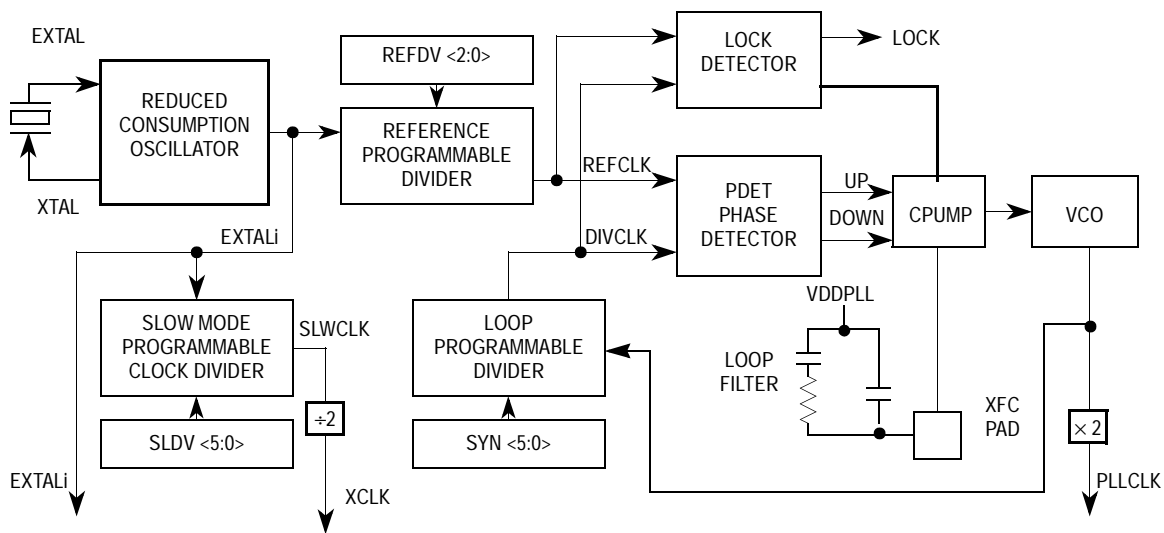 EXTAL
REDUCED
CONSUMPTION
OSCILLATOR
XTAL
REFDV <2:0>
REFERENCE
PROGRAMMABLE
DIVIDER
LOCK
DETECTOR
LOCK
REFCLK
DIVCLK
PDET
PHASE
DETECTOR
UP
DOWN
CPUMP
VCO
EXTALi
SLOW MODE
PROGRAMMABLE
CLOCK DIVIDER
SLWCLK
÷2
SLDV <5:0>
EXTALi
XCLK
LOOP
PROGRAMMABLE
DIVIDER
SYN <5:0>
VDDPLL
LOOP
FILTER
XFC
PAD
× 2
PLLCLK